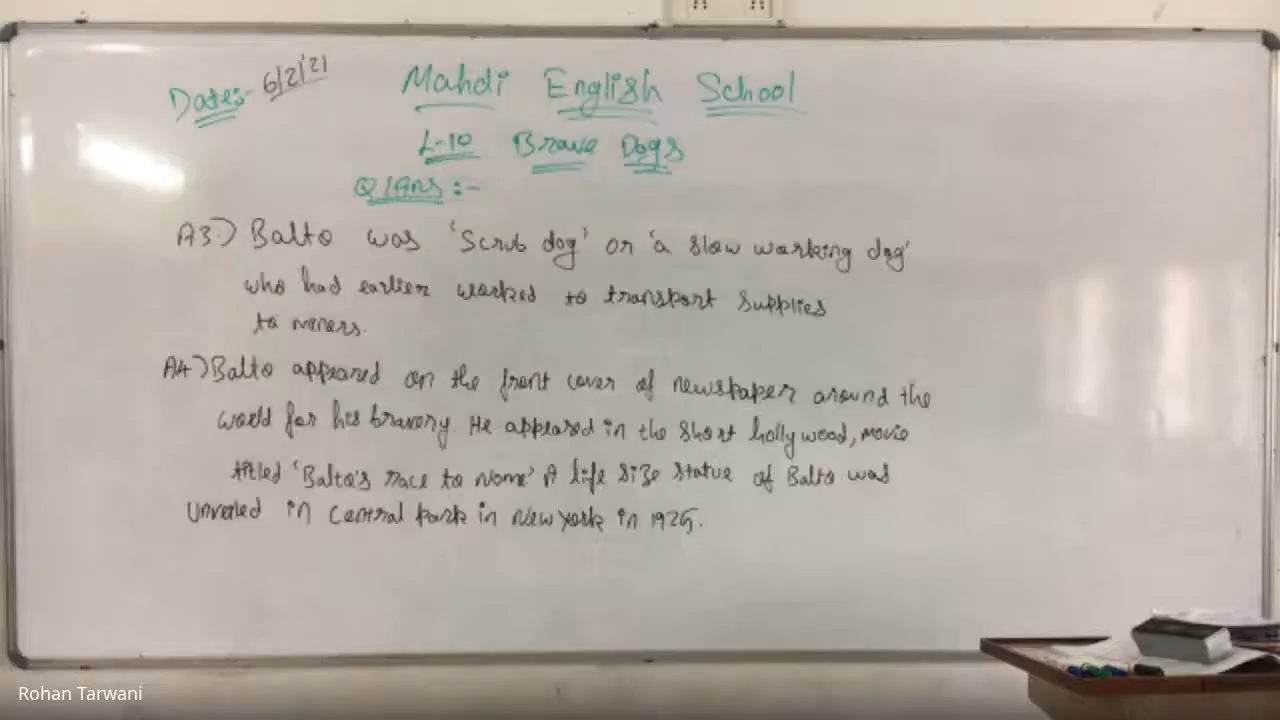 Date:- 6/2/21
Mahdi English School
L-10 Brave Dogs
Q/Ans :-
A3.) Balto was 'Scrub dog' or 'a slow working dog'
who had earlier worked to transport supplies
to miners.
A4) Balto appeared on the front cover of newspaper around the
world for his bravery. He appeared in the short hollywood, movie
titled 'Balto's race to Nome' A life size statue of Balto was
unveiled in Central park in New York in 1925.
Rohan Tarwani